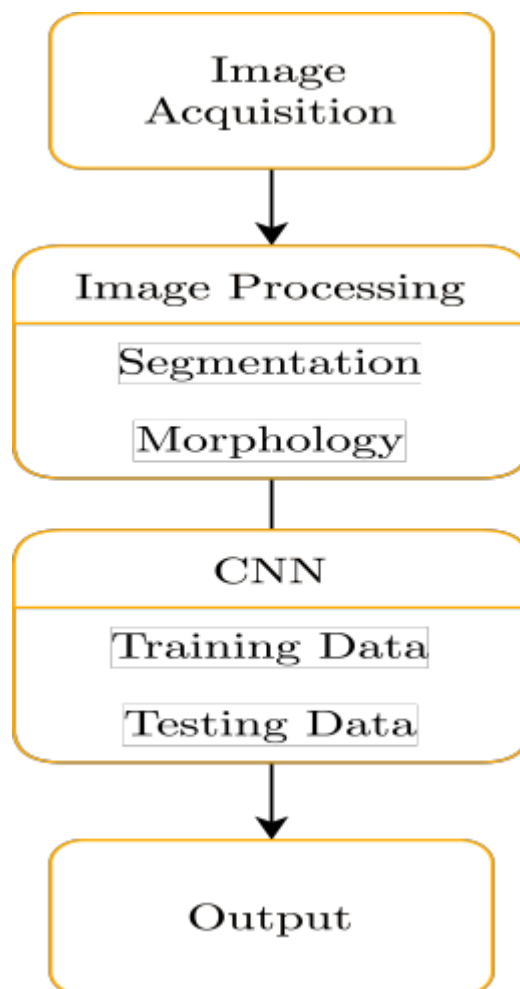 Image
Acquisition
Image Processing
Segmentation
Morphology
CNN
Training Data
Testing Data
Output